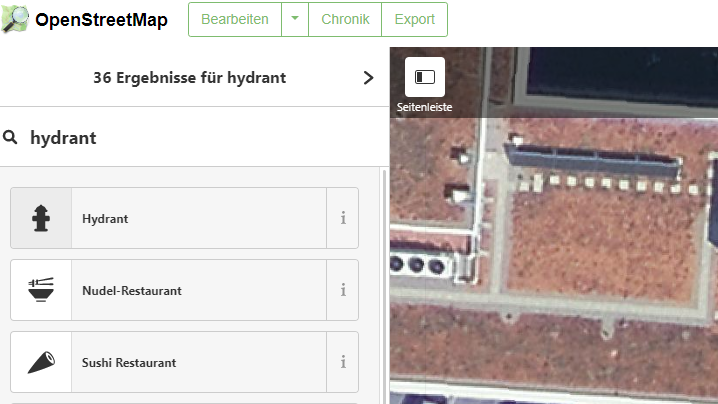 OpenStreetMap
Bearbeiten
Chronik
Export
36 Ergebnisse für hydrant
Seitenleiste
hydrant
Hydrant
i
Nudel-Restaurant
i
Sushi Restaurant
i